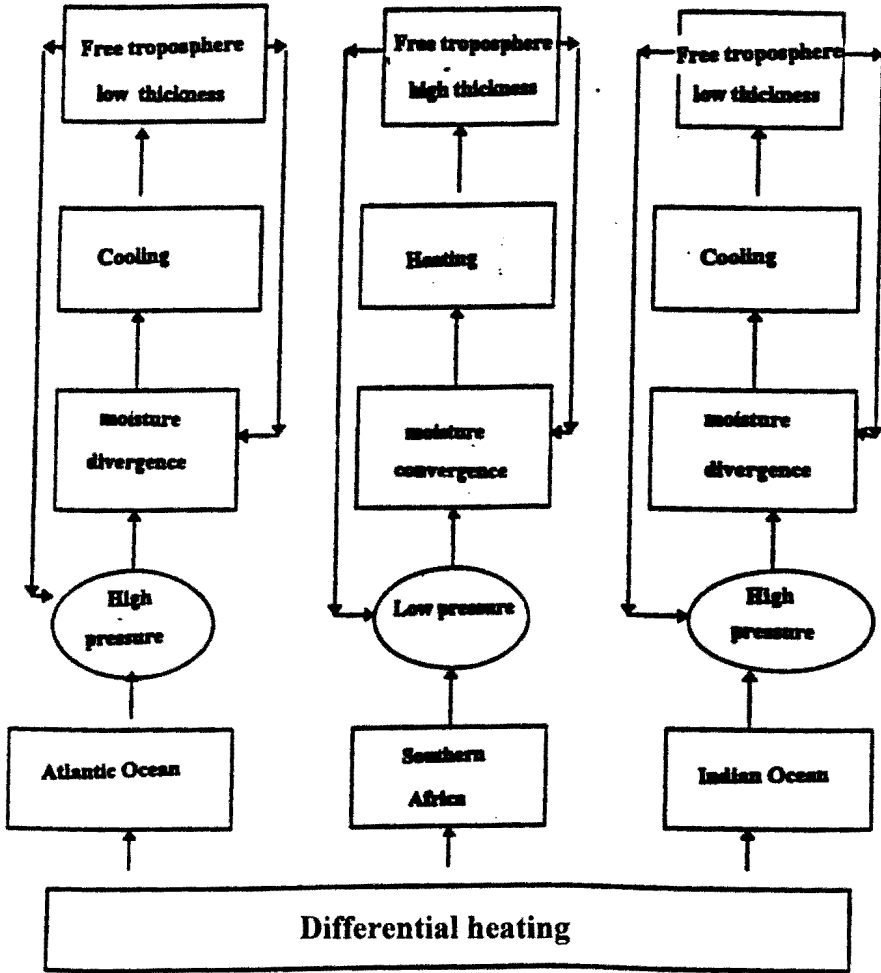 Free troposphere
low thickness
Cooling
moisture
divergence
High
pressure
Atlantic Ocean
Free troposphere
high thickness
Heating
moisture
convergence
Low pressure
Southern
Africa
Free troposphere
low thickness
Cooling
moisture
divergence
High
pressure
Indian Ocean
Differential heating